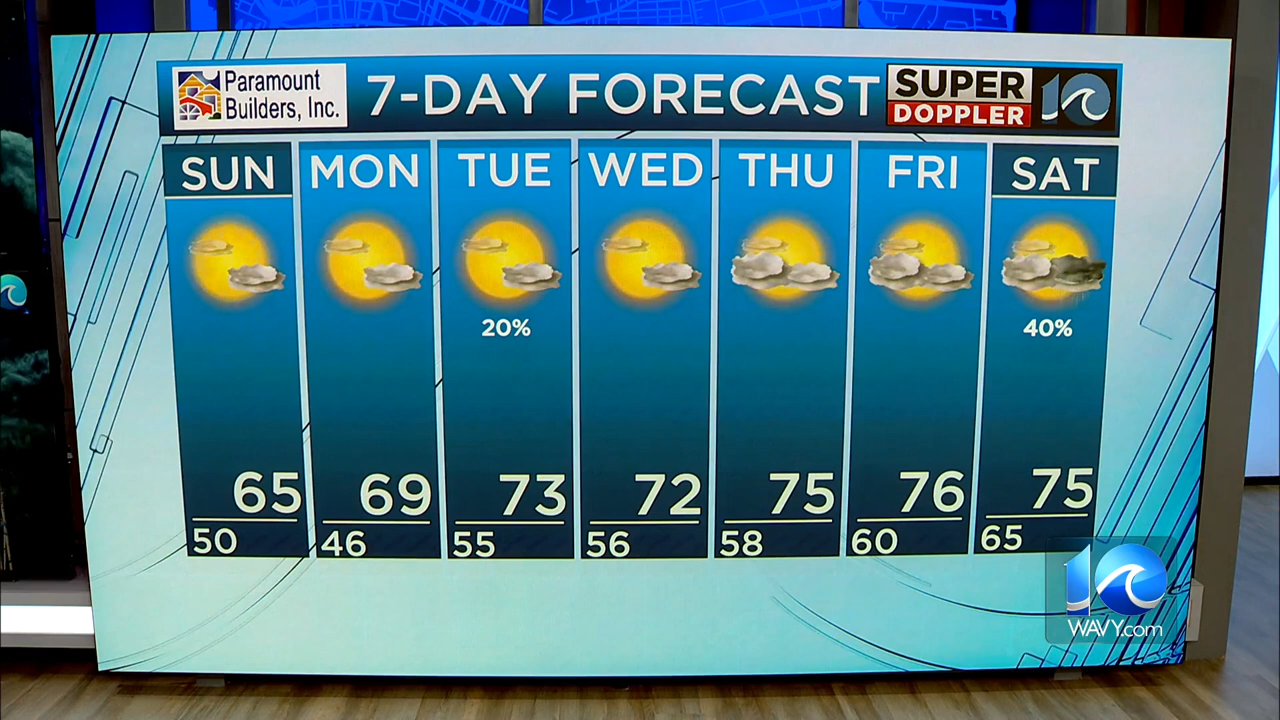 Paramount
Builders, Inc.
7-DAY FORECAST
SUPER
DOPPLER
10
SUN MON TUE WED THU FRI SAT
20% 40%
65 69 73 72 75 76 75
50 46 55 56 58 60 65
10
WAVY.com